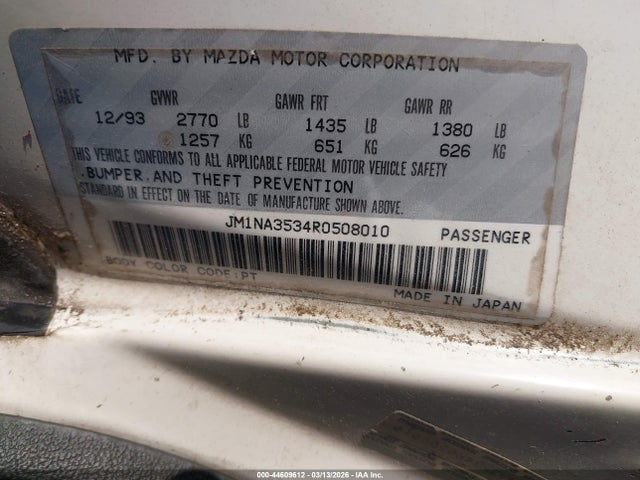 MFD. BY MAZDA MOTOR CORPORATION
DATE GVWR GAWR FRT GAWR RR
12/93 2770 LB 1435 LB 1380 LB
1257 KG 651 KG 626 KG
THIS VEHICLE CONFORMS TO ALL APPLICABLE FEDERAL MOTOR VEHICLE SAFETY
BUMPER AND THEFT PREVENTION
STANDARD IN EFFECT ON THE DATE OF MANUFACTURE SHOWN ABOVE.
JM1NA3534R0508010 PASSENGER
BODY COLOR CODE:PT
MADE IN JAPAN
000-44609612 - 03/13/2026 - IAA Inc.